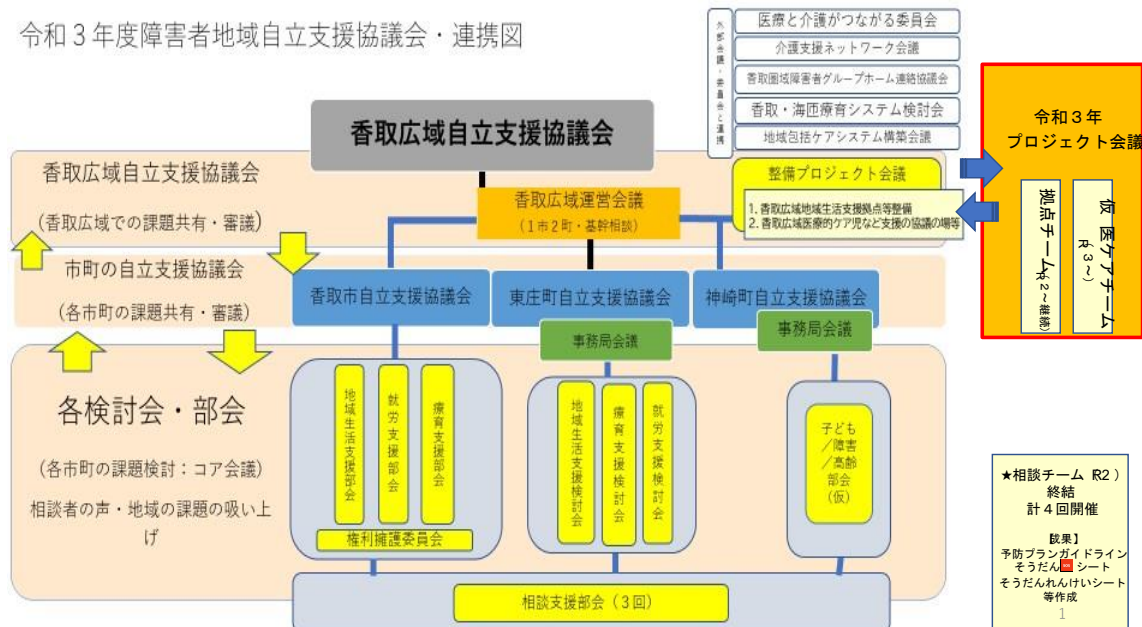 令和３年度障害者地域自立支援協議会・連携図
外部会議・委員会と連携
医療と介護がつながる委員会
介護支援ネットワーク会議
香取圏域障害者グループホーム連絡協議会
香取・海匝療育システム検討会
地域包括ケアシステム構築会議
香取広域自立支援協議会
香取広域自立支援協議会
(香取広域での課題共有・審議)
香取広域運営会議
(１市２町・基幹相談)
整備プロジェクト会議
1. 香取広域地域生活支援拠点等整備
2. 香取広域医療的ケア児など支援の協議の場等
令和３年
プロジェクト会議
拠点チーム(R2～継続)
仮 医ケアチーム
(R3～)
市町の自立支援協議会
(各市町の課題共有・審議)
香取市自立支援協議会
東庄町自立支援協議会
神崎町自立支援協議会
事務局会議
事務局会議
各検討会・部会
(各市町の課題検討：コア会議)
相談者の声・地域の課題の吸い上
げ
地域生活支援部会
就労支援部会
療育支援部会
権利擁護委員会
地域生活支援検討会
療育支援検討会
就労支援検討会
子ども
／障害
／高齢
部会
(仮)
相談支援部会（３回）
★相談チーム（R2）
終結
計４回開催
【成果】
予防プランガイドライン
そうだん シート
そうだんれんけいシート
等作成
1